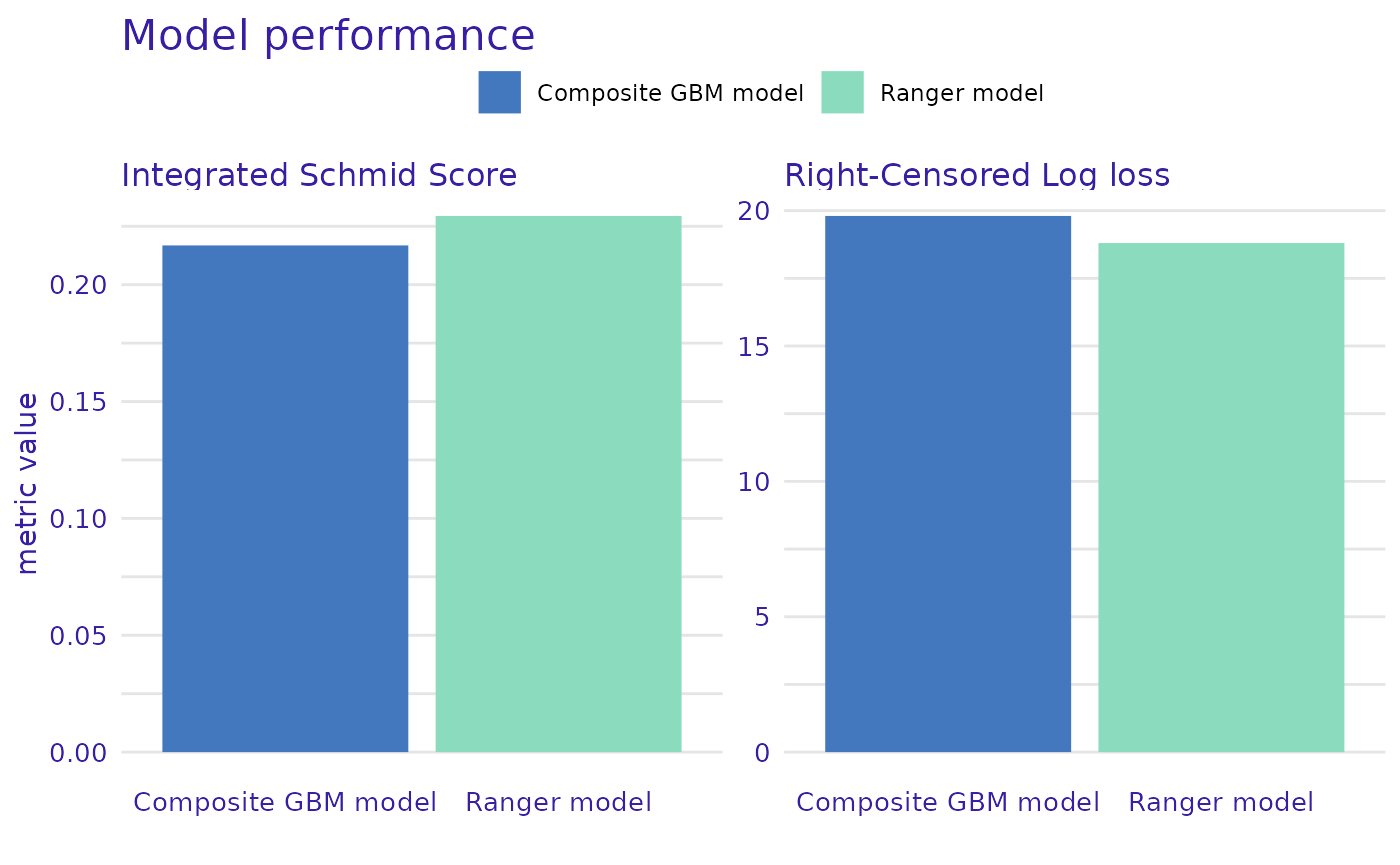 Model performance
Composite GBM model
Ranger model
Integrated Schmid Score
metric value
0.20
0.15
0.10
0.05
0.00
Composite GBM model
Ranger model
Right-Censored Log loss
20
15
10
5
0
Composite GBM model
Ranger model